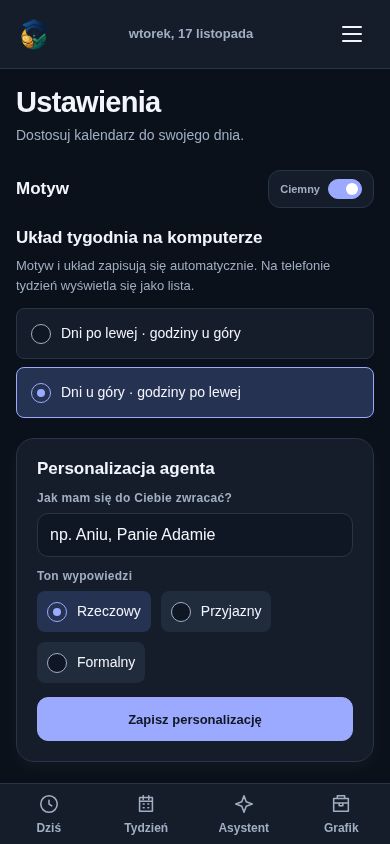 wtorek, 17 listopada
Ustawienia
Dostosuj kalendarz do swojego dnia.
Motyw
Ciemny
Układ tygodnia na komputerze
Motyw i układ zapisują się automatycznie. Na telefonie
tydzień wyświetla się jako lista.
Dni po lewej · godziny u góry
Dni u góry · godziny po lewej
Personalizacja agenta
Jak mam się do Ciebie zwracać?
np. Aniu, Panie Adamie
Ton wypowiedzi
Rzeczowy
Przyjazny
Formalny
Zapisz personalizację
Dziś
Tydzień
Asystent
Grafik